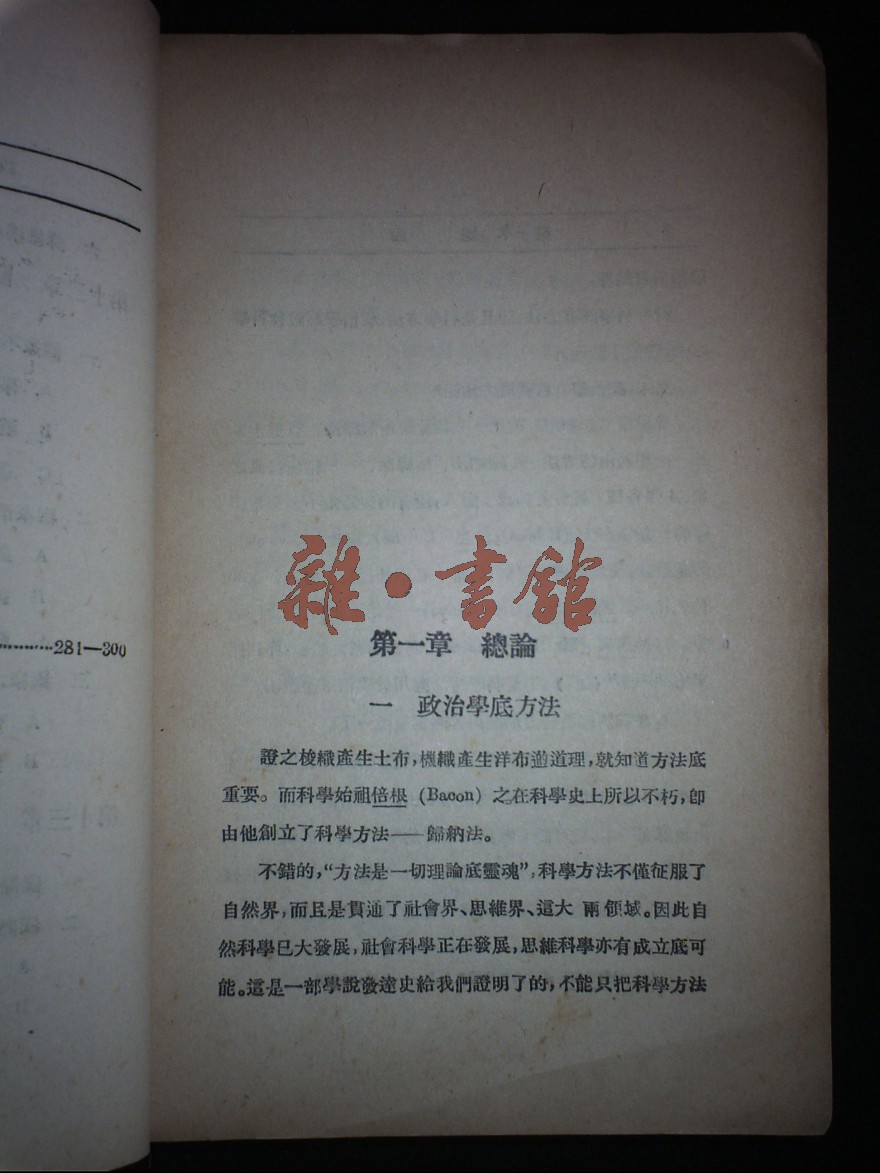 281—300
雜·書館
第一章 總論
一 政治學底方法
證之梭織產生土布，機織產生洋布這道理，就知道方法底
重要。而科學始祖倍根 (Bacon) 之在科學史上所以不朽，卽
由他創立了科學方法——歸納法。
不錯的，“方法是一切理論底靈魂”，科學方法不僅征服了
自然界，而且是貫通了社會界、思維界、這大 兩領域。因此自
然科學已大發展，社會科學正在發展，思維科學亦有成立底可
能。這是一部學說發達史給我們證明了的，不能只把科學方法